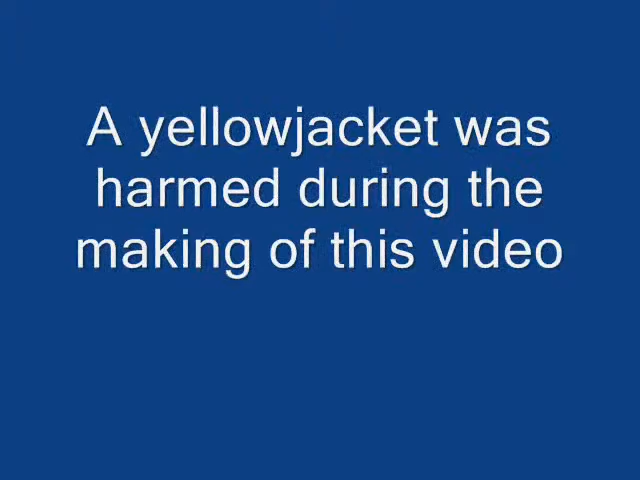 A yellowjacket was
harmed during the
making of this video